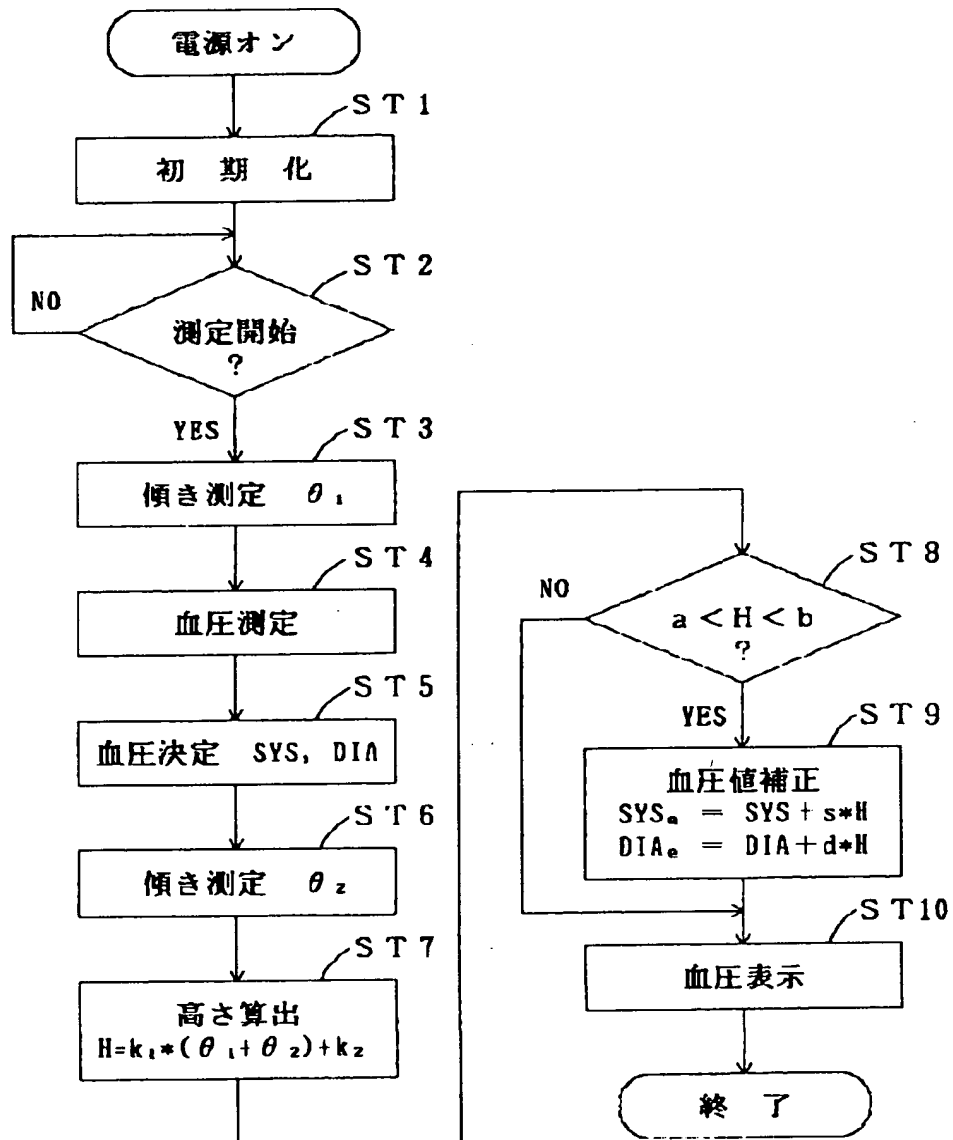 電源オン
ST1
初期化
ST2
NO
測定開始
?
YES
ST3
傾き測定 θ₁
ST4
血圧測定
ST5
血圧決定 SYS, DIA
ST6
傾き測定 θ₂
ST7
高さ算出
H=k₁*(θ₁+θ₂)+k₂
ST8
NO
a<H<b
?
YES
ST9
血圧値補正
SYSₑ = SYS+s*H
DIAₑ = DIA+d*H
ST10
血圧表示
終了